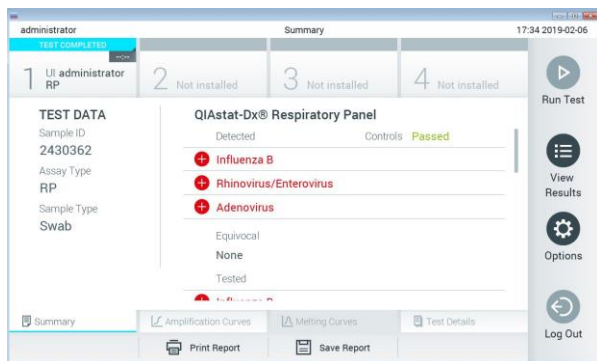 administrator
Summary
17:34 2019-02-06
TEST COMPLETED
--:--
1 UI administrator
RP
2 Not installed
3 Not installed
4 Not installed
Run Test
TEST DATA
Sample ID
2430362
Assay Type
RP
Sample Type
Swab
QIAstat-Dx® Respiratory Panel
Detected
Controls Passed
Influenza B
Rhinovirus/Enterovirus
Adenovirus
Equivocal
None
Tested
View
Results
Options
Log Out
Summary
Amplification Curves
Melting Curves
Test Details
Print Report
Save Report